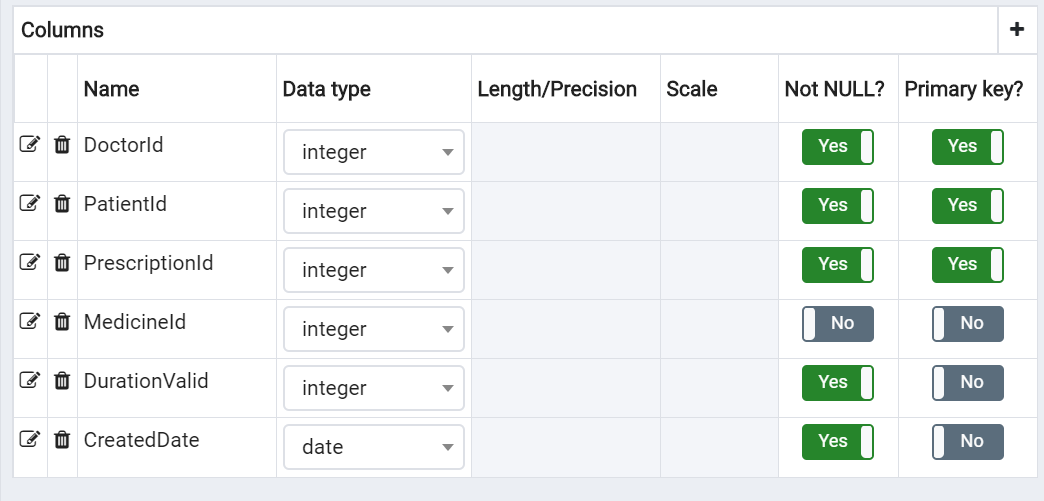 Columns
Name Data type Length/Precision Scale Not NULL? Primary key?
DoctorId integer Yes Yes
PatientId integer Yes Yes
PrescriptionId integer Yes Yes
MedicineId integer No No
DurationValid integer Yes No
CreatedDate date Yes No